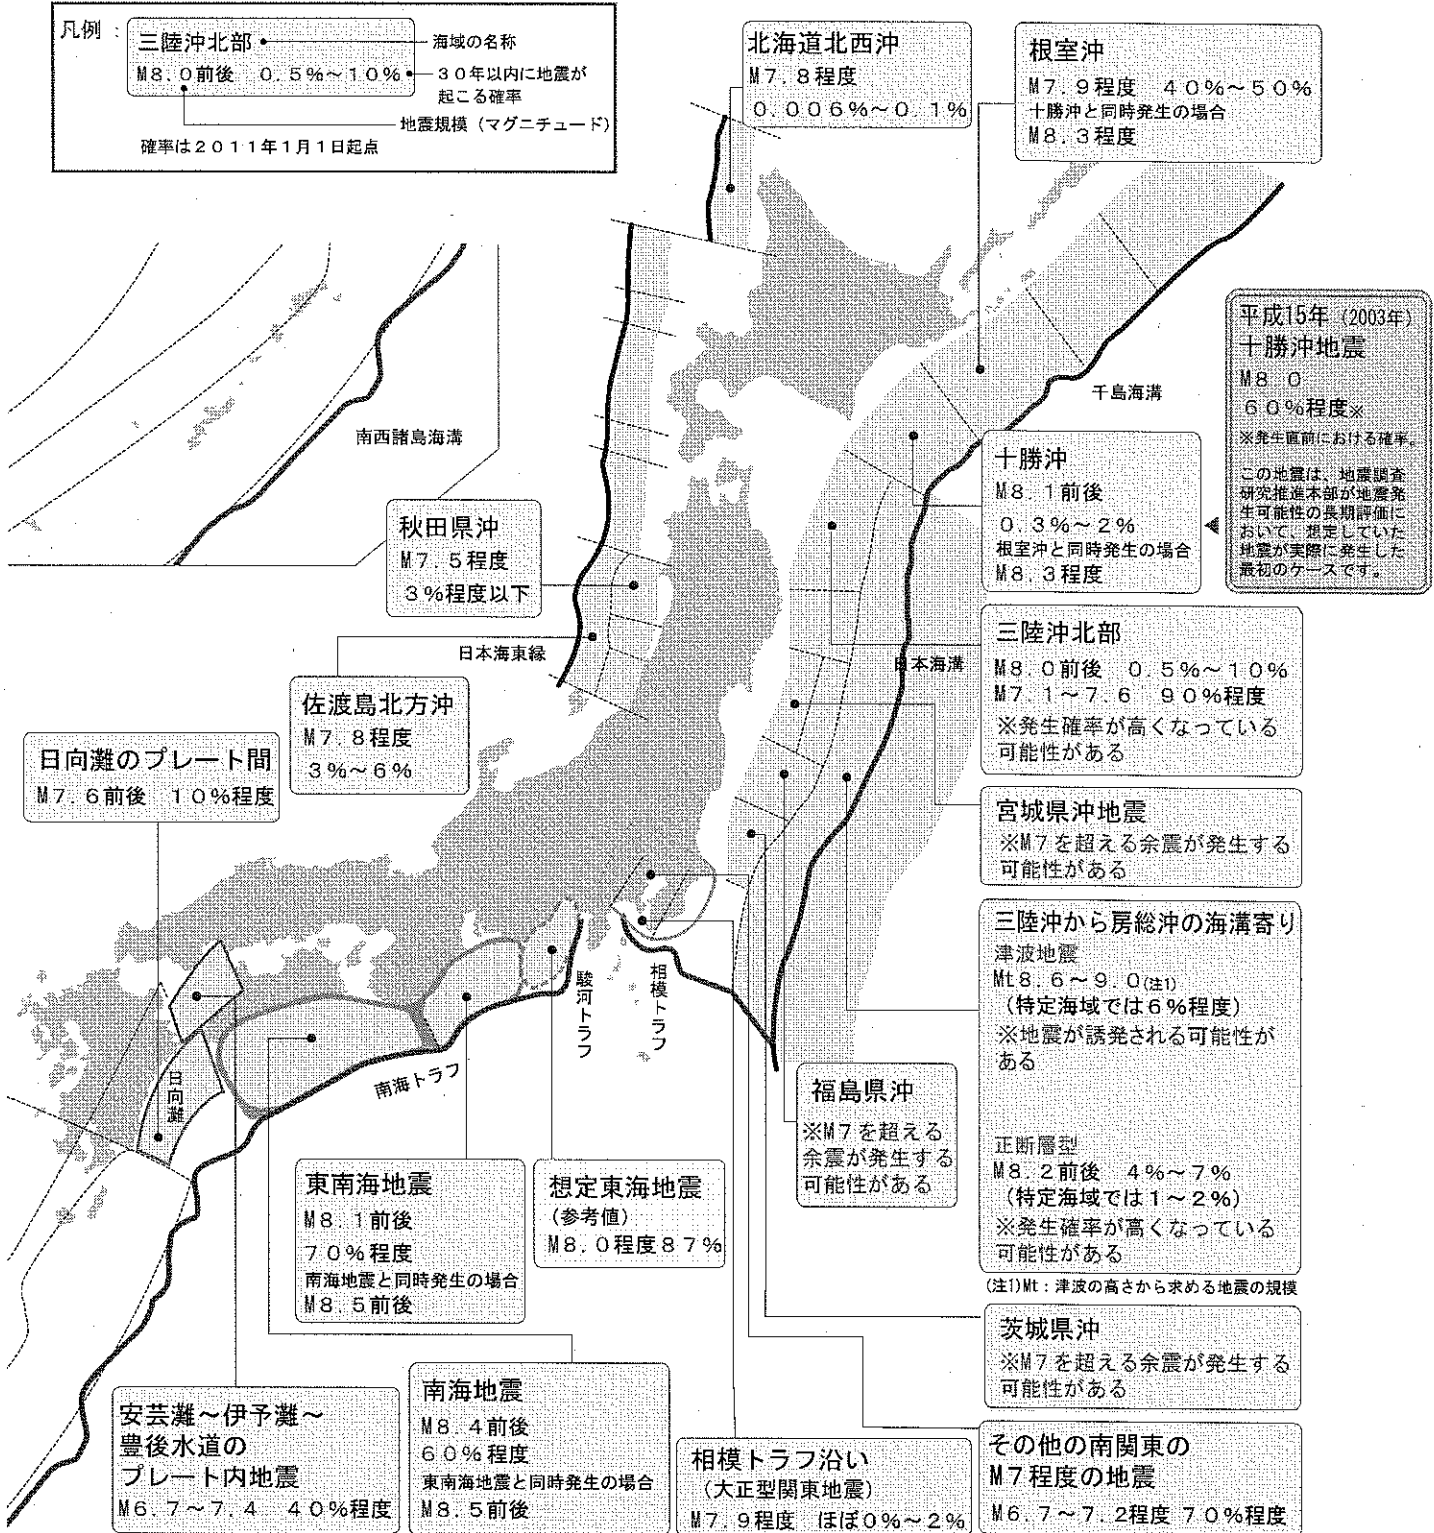 凡例：
三陸沖北部
M8.0前後　0.5%～10%
海域の名称
30年以内に地震が
起こる確率
地震規模（マグニチュード）
確率は2011年1月1日起点
北海道北西沖
M7.8程度
0.006%～0.1%
根室沖
M7.9程度　40%～50%
十勝沖と同時発生の場合
M8.3程度
平成15年（2003年）
十勝沖地震
M8.0
60%程度※
※発生直前における確率。
この地震は、地震調査
研究推進本部が地震発
生可能性の長期評価に
おいて、想定していた
地震が実際に発生した
最初のケースです。
千島海溝
南西諸島海溝
十勝沖
M8.1前後
0.3%～2%
根室沖と同時発生の場合
M8.3程度
秋田県沖
M7.5程度
3%程度以下
三陸沖北部
M8.0前後　0.5%～10%
M7.1～7.6　90%程度
※発生確率が高くなっている
可能性がある
日本海東縁
日本海溝
佐渡島北方沖
M7.8程度
3%～6%
日向灘のプレート間
M7.6前後　10%程度
宮城県沖地震
※M7を超える余震が発生する
可能性がある
三陸沖から房総沖の海溝寄り
津波地震
Mt8.6～9.0(注1)
（特定海域では6%程度）
※地震が誘発される可能性が
ある
正断層型
M8.2前後　4%～7%
（特定海域では1～2%）
※発生確率が高くなっている
可能性がある
(注1)Mt：津波の高さから求める地震の規模
駿河トラフ
相模トラフ
南海トラフ
日向灘
福島県沖
※M7を超える
余震が発生する
可能性がある
東南海地震
M8.1前後
70%程度
南海地震と同時発生の場合
M8.5前後
想定東海地震
（参考値）
M8.0程度87%
茨城県沖
※M7を超える余震が発生する
可能性がある
安芸灘～伊予灘～
豊後水道の
プレート内地震
M6.7～7.4　40%程度
南海地震
M8.4前後
60%程度
東南海地震と同時発生の場合
M8.5前後
相模トラフ沿い
（大正型関東地震）
M7.9程度　ほぼ0%～2%
その他の南関東の
M7程度の地震
M6.7～7.2程度 70%程度